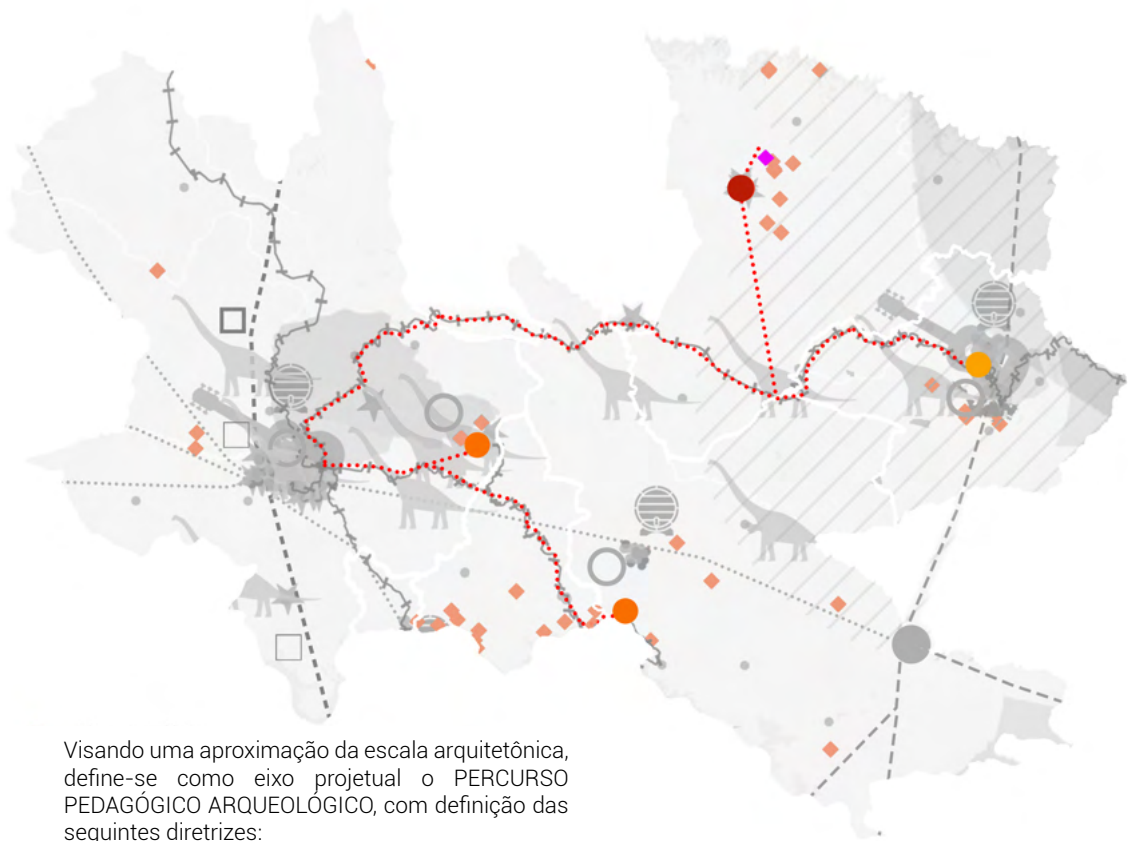 Visando uma aproximação da escala arquitetônica,
define-se como eixo projetual o PERCURSO
PEDAGÓGICO ARQUEOLÓGICO, com definição das
seguintes diretrizes: